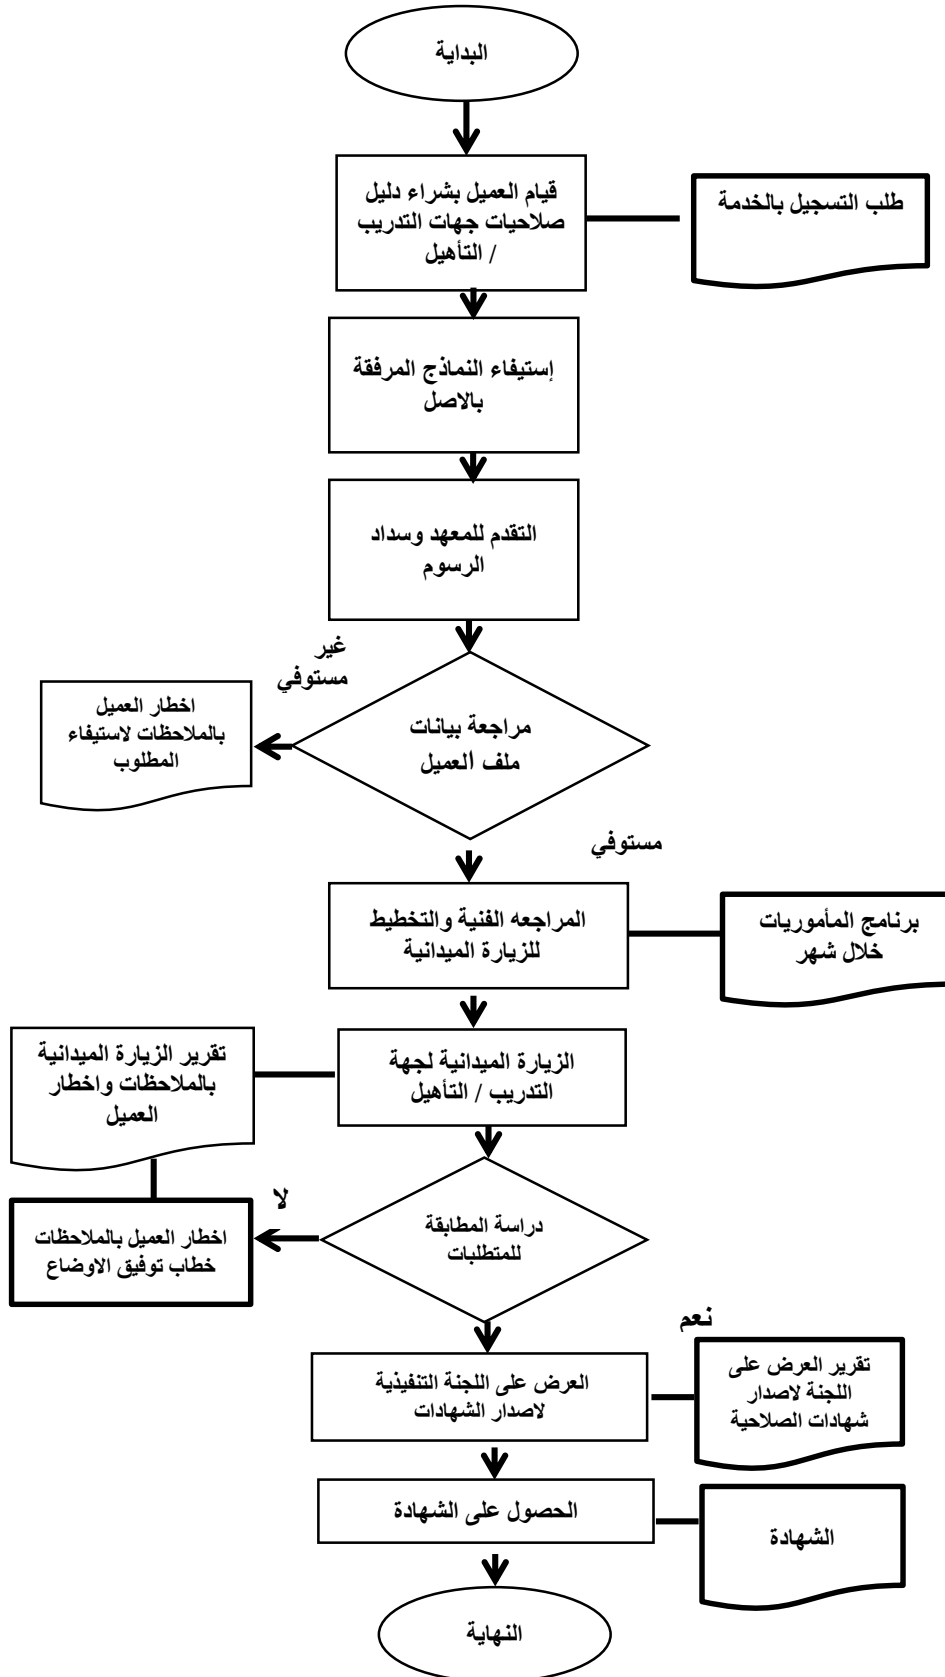 البداية
قيام العميل بشراء دليل
صلاحيات جهات التدريب
/ التأهيل
طلب التسجيل بالخدمة
إستيفاء النماذج المرفقة
بالاصل
التقدم للمعهد وسداد
الرسوم
غير
مستوفي
اخطار العميل
بالملاحظات لاستيفاء
المطلوب
مراجعة بيانات
ملف العميل
مستوفي
المراجعه الفنية والتخطيط
للزيارة الميدانية
برنامج المأموريات
خلال شهر
الزيارة الميدانية لجهة
التدريب / التأهيل
تقرير الزيارة الميدانية
بالملاحظات واخطار
العميل
لا
دراسة المطابقة
للمتطلبات
اخطار العميل بالملاحظات
خطاب توفيق الاوضاع
نعم
العرض على اللجنة التنفيذية
لاصدار الشهادات
تقرير العرض على
اللجنة لاصدار
شهادات الصلاحية
الحصول على الشهادة
الشهادة
النهاية